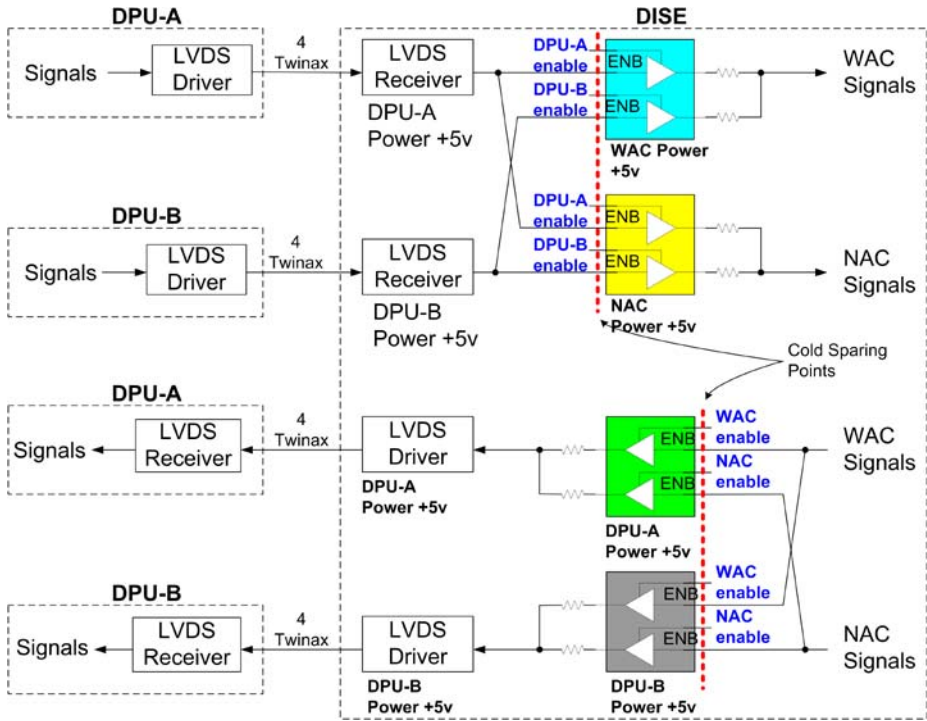 DPU-A
DISE
Signals
LVDS
Driver
4
Twinax
LVDS
Receiver
DPU-A
Power +5v
DPU-A
enable
DPU-B
enable
ENB
ENB
WAC Power
+5v
WAC
Signals
DPU-B
Signals
LVDS
Driver
4
Twinax
LVDS
Receiver
DPU-B
Power +5v
DPU-A
enable
DPU-B
enable
ENB
ENB
NAC
Power +5v
NAC
Signals
Cold Sparing
Points
DPU-A
Signals
LVDS
Receiver
4
Twinax
LVDS
Driver
DPU-A
Power +5v
ENB
ENB
DPU-A
Power +5v
WAC
enable
NAC
enable
WAC
Signals
DPU-B
Signals
LVDS
Receiver
4
Twinax
LVDS
Driver
DPU-B
Power +5v
ENB
ENB
DPU-B
Power +5v
WAC
enable
NAC
enable
NAC
Signals